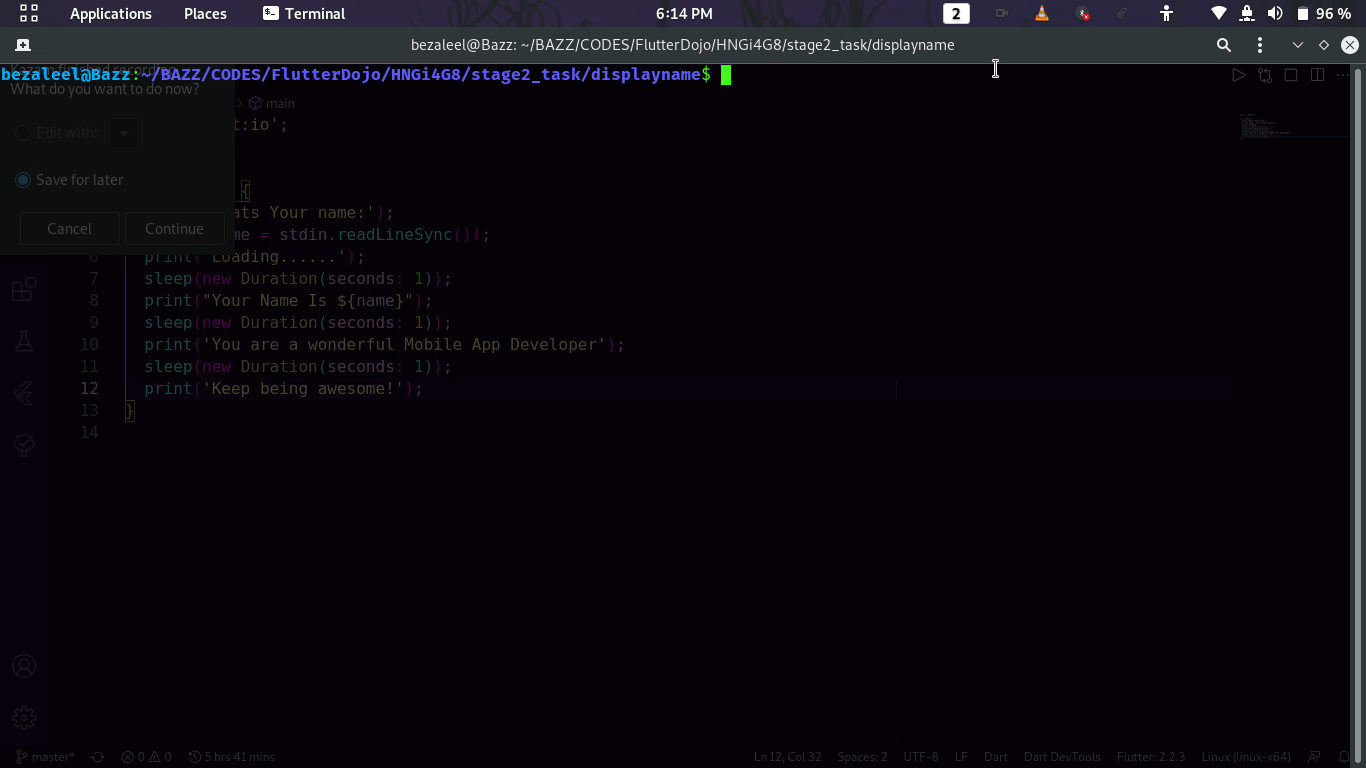 Applications Places Terminal 6:14 PM 2 96 %
bezaleel@Bazz: ~/BAZZ/CODES/FlutterDojo/HNGi4G8/stage2_task/displayname
bezaleel@Bazz:~/BAZZ/CODES/FlutterDojo/HNGi4G8/stage2_task/displayname$
Kazam finished recording.
What do you want to do now?
Edit with:
Save for later
Cancel Continue
main
t:io';
{
ats Your name:');
me = stdin.readLineSync()!;
6 print('Loading......');
7 sleep(new Duration(seconds: 1));
8 print("Your Name Is ${name}");
9 sleep(new Duration(seconds: 1));
10 print('You are a wonderful Mobile App Developer');
11 sleep(new Duration(seconds: 1));
12 print('Keep being awesome!');
13 }
14
master* 0 0 5 hrs 41 mins Ln 12, Col 32 Spaces: 2 UTF-8 LF Dart Dart DevTools Flutter: 2.2.3 Linux (linux-x64)